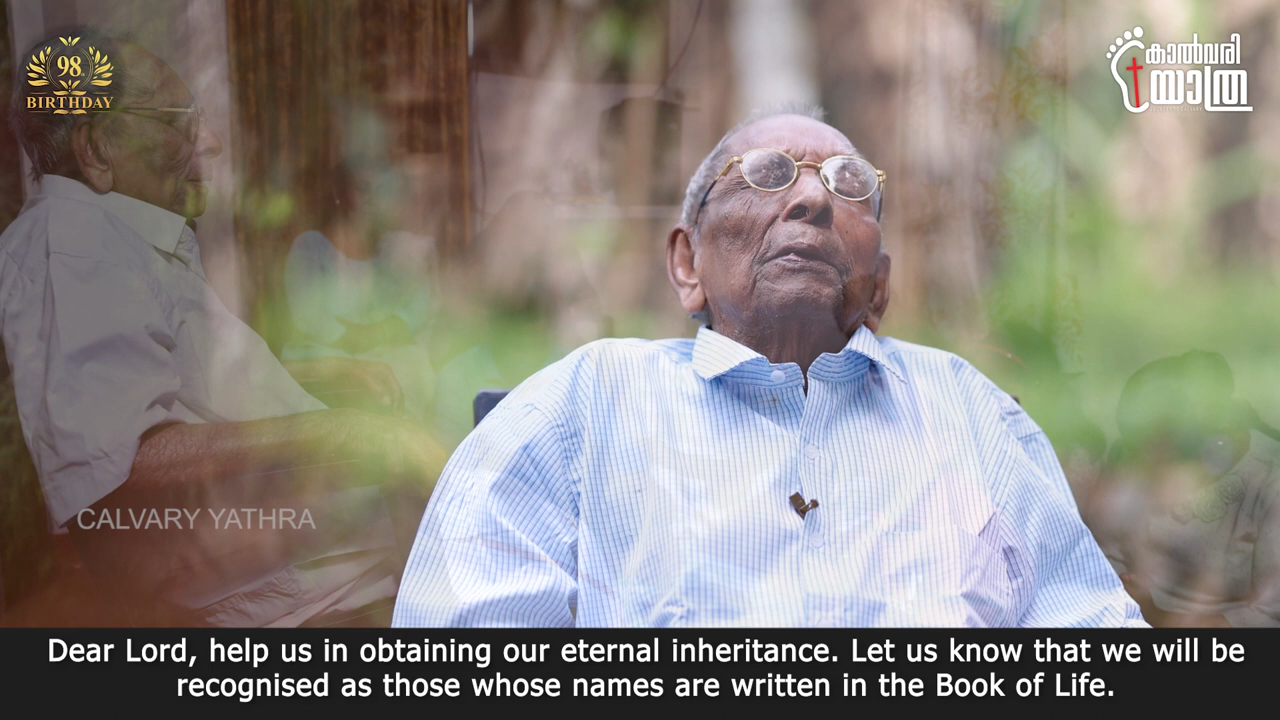 98
BIRTHDAY
കാൽവരി
യാത്ര
CALVARY YATHRA
Dear Lord, help us in obtaining our eternal inheritance. Let us know that we will be
recognised as those whose names are written in the Book of Life.